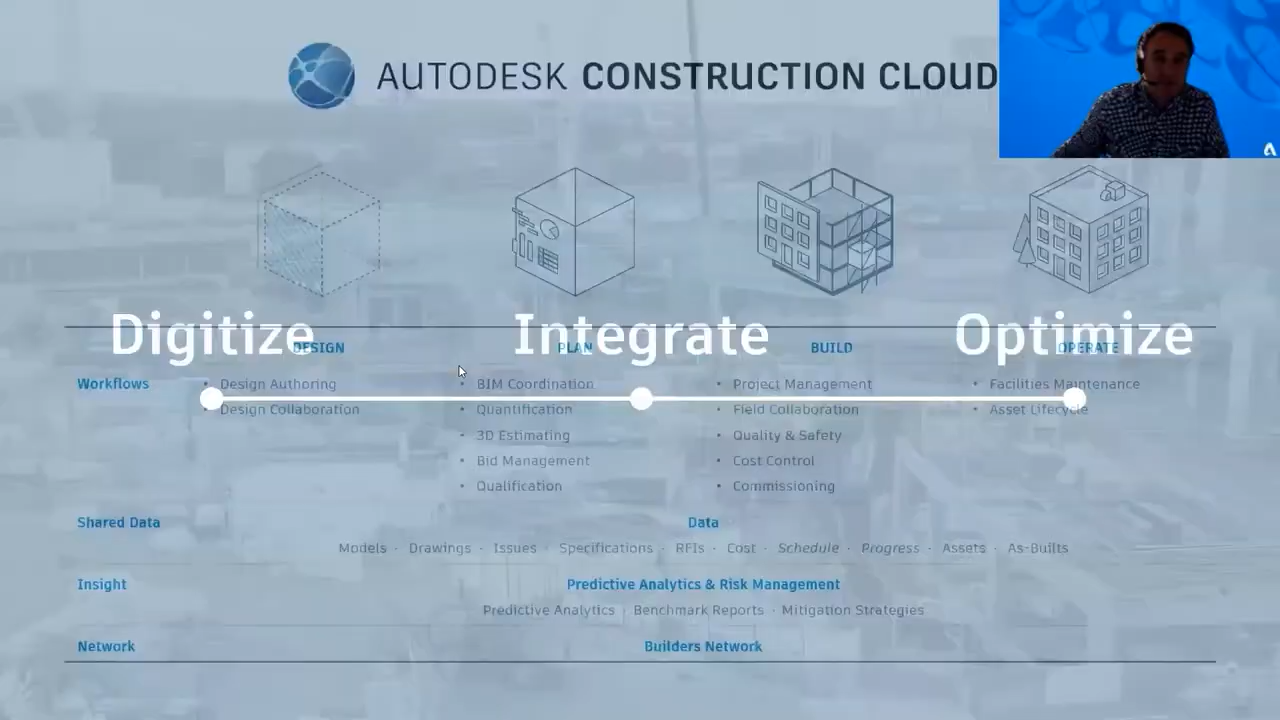 AUTODESK CONSTRUCTION CLOUD
Digitize Integrate Optimize
DESIGN PLAN BUILD OPERATE
Workflows
• Design Authoring
• Design Collaboration
• BIM Coordination
• Quantification
• 3D Estimating
• Bid Management
• Qualification
• Project Management
• Field Collaboration
• Quality & Safety
• Cost Control
• Commissioning
• Facilities Maintenance
• Asset Lifecycle
Shared Data
Data
Models · Drawings · Issues · Specifications · RFIs · Cost · Schedule · Progress · Assets · As-Builts
Insight
Predictive Analytics & Risk Management
Predictive Analytics · Benchmark Reports · Mitigation Strategies
Network
Builders Network